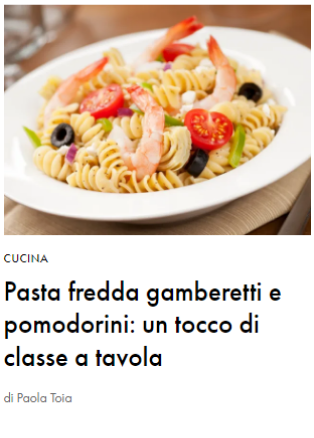 CUCINA
Pasta fredda gamberetti e
pomodorini: un tocco di
classe a tavola
di Paola Toia